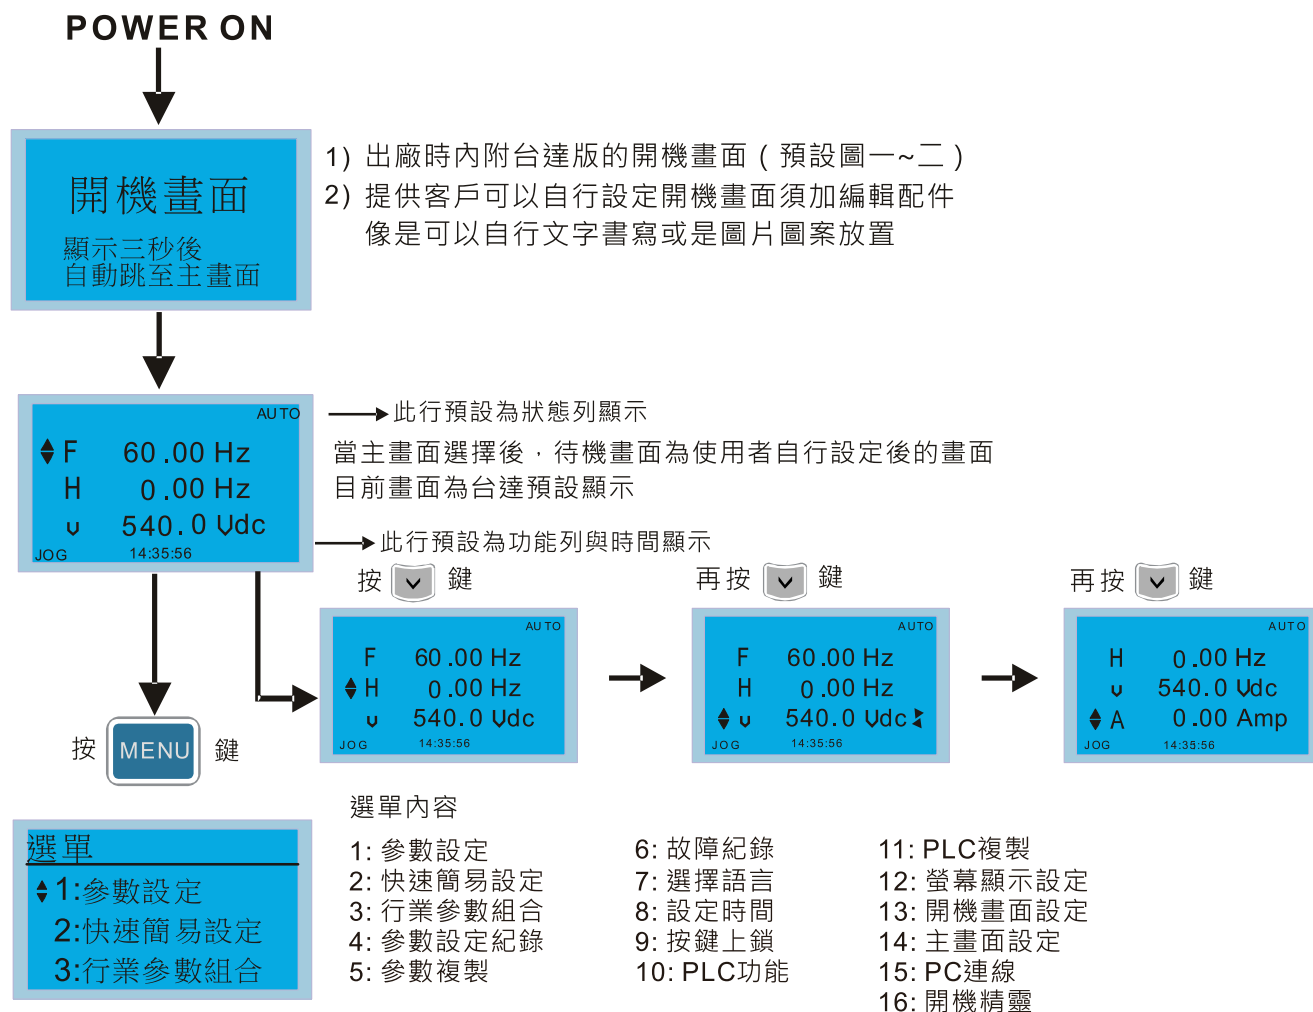 POWER ON
開機畫面
顯示三秒後
自動跳至主畫面
1) 出廠時內附台達版的開機畫面（預設圖一~二）
2) 提供客戶可以自行設定開機畫面須加編輯配件
像是可以自行文字書寫或是圖片圖案放置
AUTO
F 60.00 Hz
H 0.00 Hz
v 540.0 Vdc
JOG 14:35:56
此行預設為狀態列顯示
當主畫面選擇後，待機畫面為使用者自行設定後的畫面
目前畫面為台達預設顯示
此行預設為功能列與時間顯示
按 鍵
AUTO
F 60.00 Hz
H 0.00 Hz
v 540.0 Vdc
JOG 14:35:56
再按 鍵
AUTO
F 60.00 Hz
H 0.00 Hz
v 540.0 Vdc
JOG 14:35:56
再按 鍵
AUTO
H 0.00 Hz
v 540.0 Vdc
A 0.00 Amp
JOG 14:35:56
按 MENU 鍵
選單
1:參數設定
2:快速簡易設定
3:行業參數組合
選單內容
1: 參數設定
2: 快速簡易設定
3: 行業參數組合
4: 參數設定紀錄
5: 參數複製
6: 故障紀錄
7: 選擇語言
8: 設定時間
9: 按鍵上鎖
10: PLC功能
11: PLC複製
12: 螢幕顯示設定
13: 開機畫面設定
14: 主畫面設定
15: PC連線
16: 開機精靈